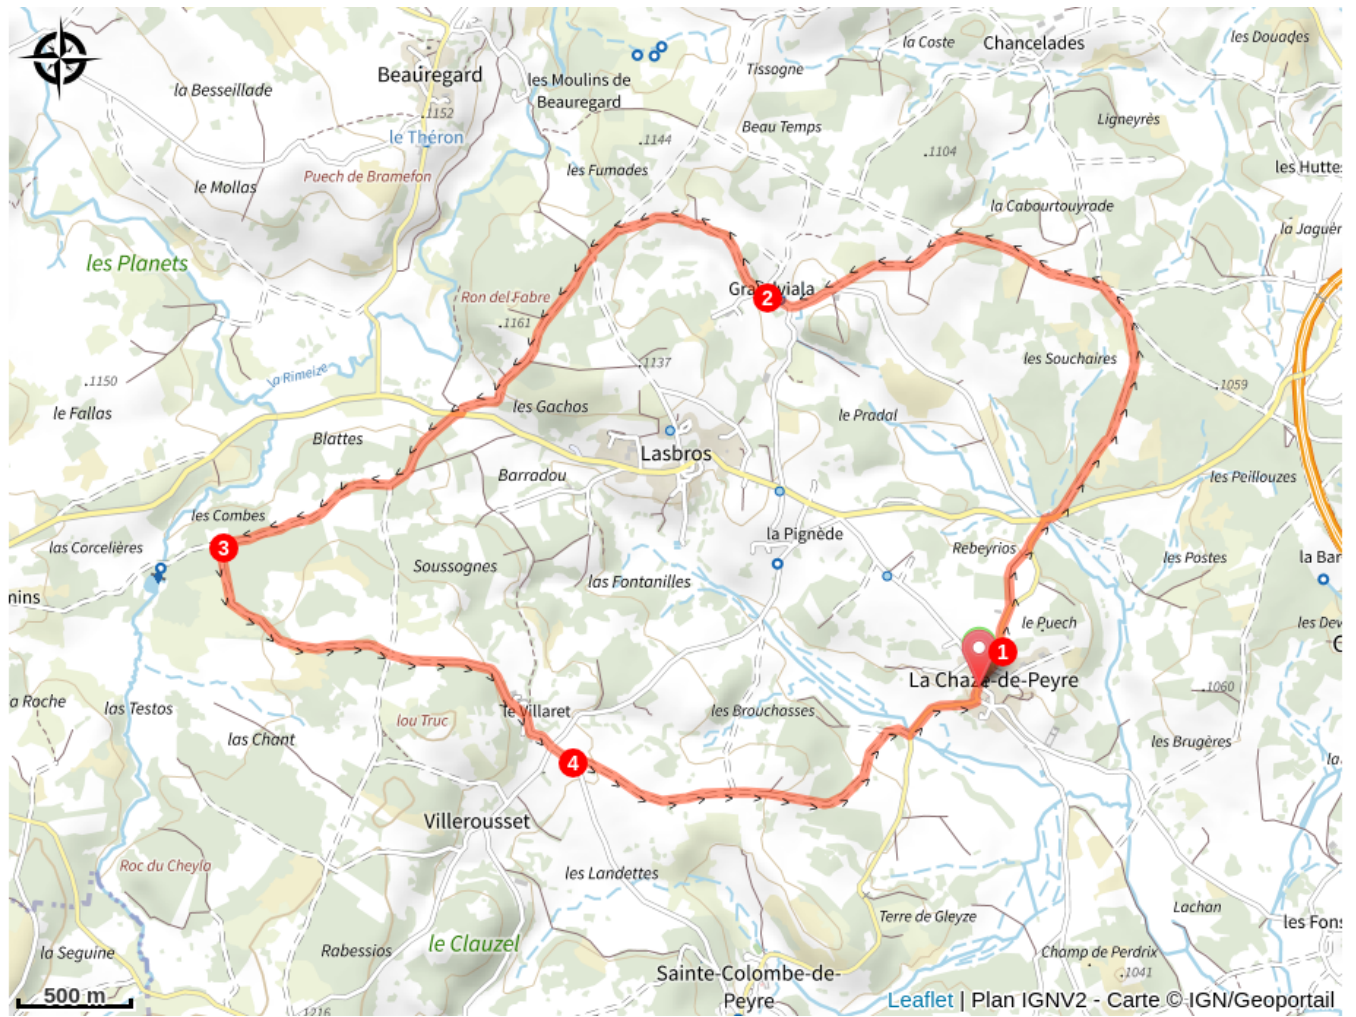 la Coste
Chancelades
les Douades
Beauregard
les Moulins de
Beauregard
Tissogne
la Besseillade
.1152
le Théron
Beau Temps
Ligneyrès
.1144
.1104
les Fumades
Puech de Bramefon
le Mollas
les Huttes
la Cabourtouyrade
la Jaguèr
les Planets
Ron del Fabre
2
.1161
.1137
les Souchaires
a Rimeize
.1150
.1059
le Fallas
les Gachos
le Pradal
Blattes
Lasbros
Barradou
les Peillouzes
les Combes
las Corcelières
3
la Pignède
Rebeyrios
les Postes
la Bar
Soussognes
las Fontanilles
mins
le Puech
les Dev
1
La Chaze-de-Peyre
.1060
a Roche
las Testos
lou Truc
le Villaret
les Brouchasses
las Chant
les Brugères
la
4
Villerousset
Roc du Cheyla
les Landettes
Terre de Gleyze
Lachan
les Fons
la Seguine
Rabessios
le Clauzel
Champ de Perdrix
.1041
Sainte-Colombe-de-
Peyre
500 m
.1216
Leaflet | Plan IGNV2 - Carte © IGN/Geoportail